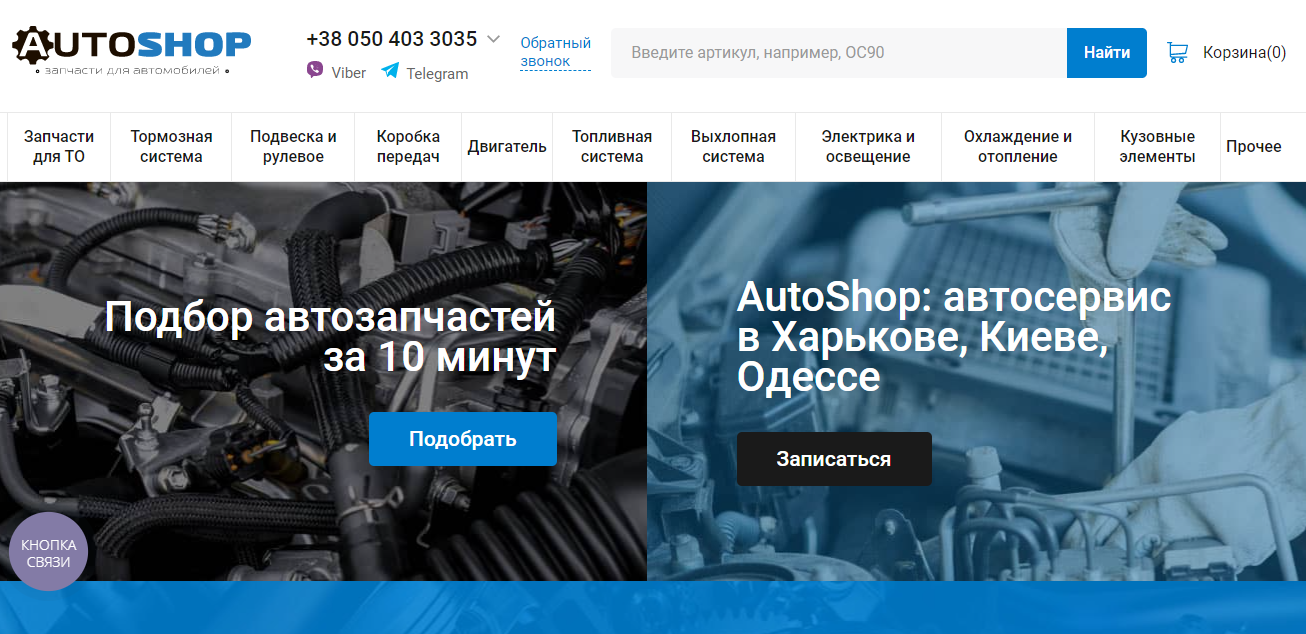 AUTOSHOP
• запчасти для автомобилей •
+38 050 403 3035
Viber
Telegram
Обратный
звонок
Введите артикул, например, OC90
Найти
Корзина(0)
Запчасти
для ТО
Тормозная
система
Подвеска и
рулевое
Коробка
передач
Двигатель
Топливная
система
Выхлопная
система
Электрика и
освещение
Охлаждение и
отопление
Кузовные
элементы
Прочее
Подбор автозапчастей
за 10 минут
Подобрать
AutoShop: автосервис
в Харькове, Киеве,
Одессе
Записаться
КНОПКА
СВЯЗИ